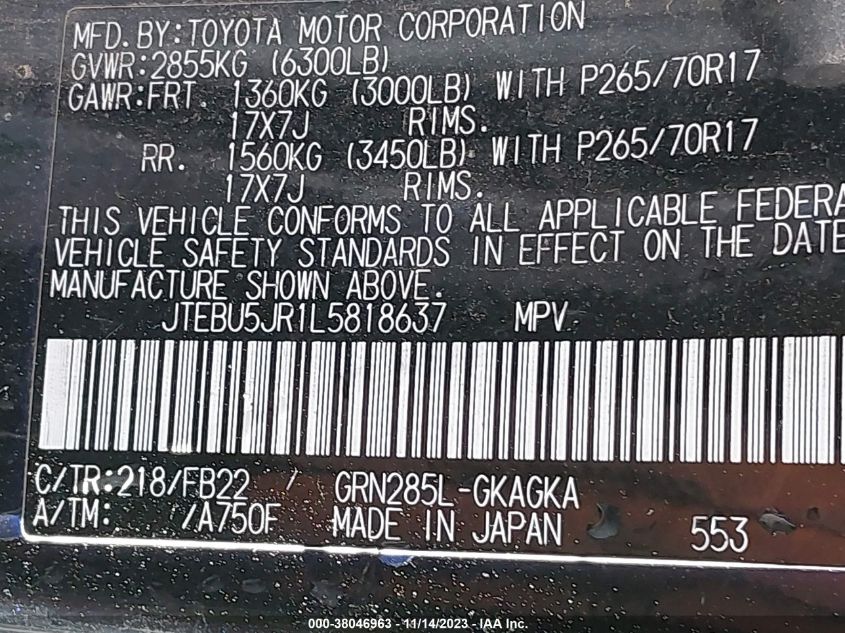 MFD. BY: TOYOTA MOTOR CORPORATION
GVWR: 2855KG (6300LB)
GAWR: FRT. 1360KG (3000LB) WITH P265/70R17
17X7J RIMS.
RR. 1560KG (3450LB) WITH P265/70R17
17X7J RIMS.
THIS VEHICLE CONFORMS TO ALL APPLICABLE FEDERA
VEHICLE SAFETY STANDARDS IN EFFECT ON THE DATE
MANUFACTURE SHOWN ABOVE.
JTEBU5JR1L5818637 MPV
C/TR: 218/FB22 / GRN285L-GKAGKA
A/TM: /A750F MADE IN JAPAN 553
000-38046963 - 11/14/2023 - IAA Inc.